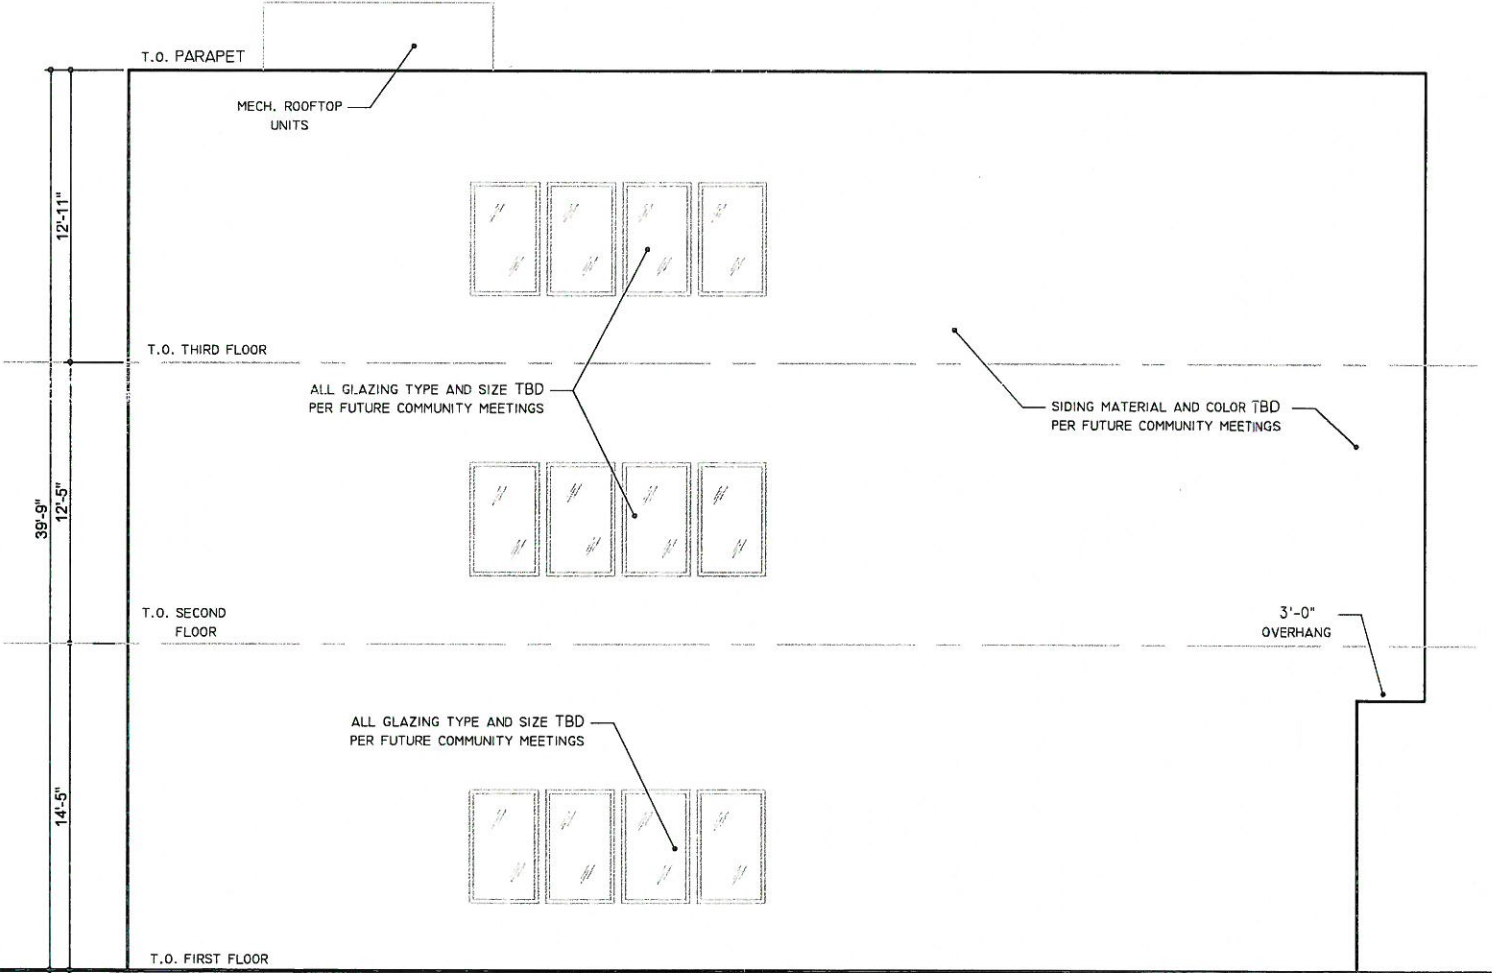 T.O. PARAPET
MECH. ROOFTOP
UNITS
12'-11"
T.O. THIRD FLOOR
ALL GLAZING TYPE AND SIZE TBD
PER FUTURE COMMUNITY MEETINGS
SIDING MATERIAL AND COLOR TBD
PER FUTURE COMMUNITY MEETINGS
39'-9"
12'-5"
T.O. SECOND
FLOOR
3'-0"
OVERHANG
ALL GLAZING TYPE AND SIZE TBD
PER FUTURE COMMUNITY MEETINGS
14'-5"
T.O. FIRST FLOOR